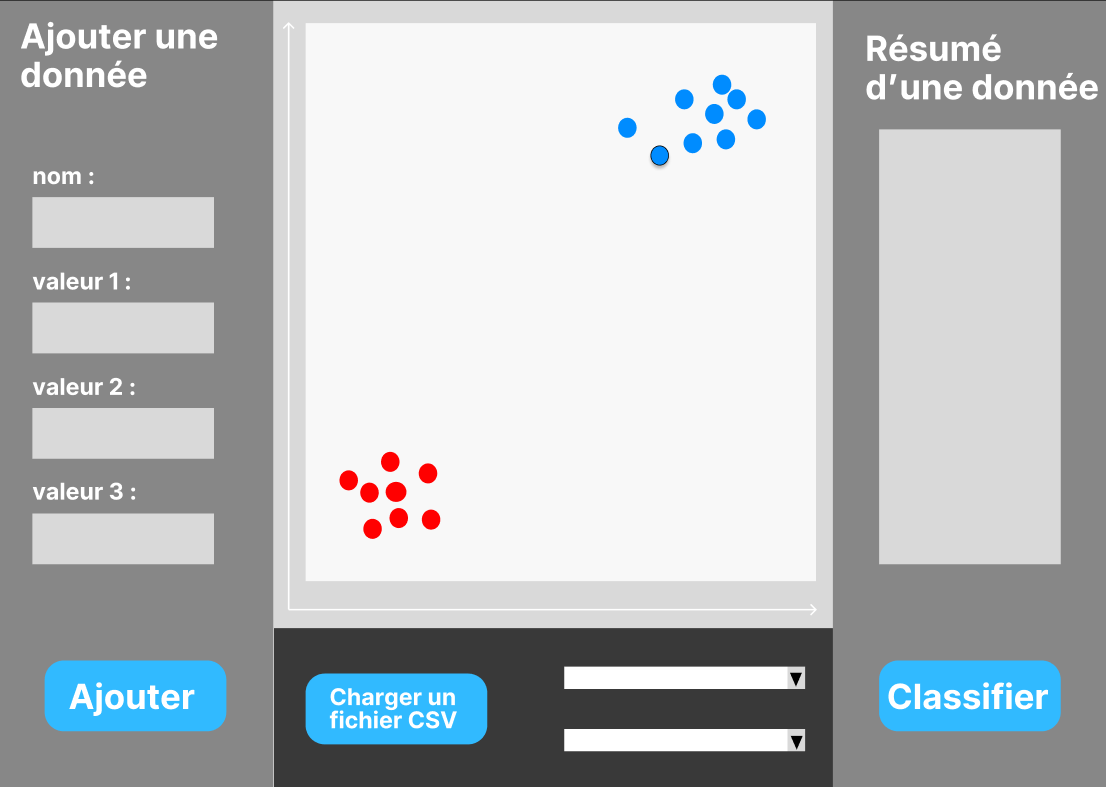 Ajouter une
donnée
nom :
valeur 1 :
valeur 2 :
valeur 3 :
Ajouter
Charger un
fichier CSV
Résumé
d’une donnée
Classifier